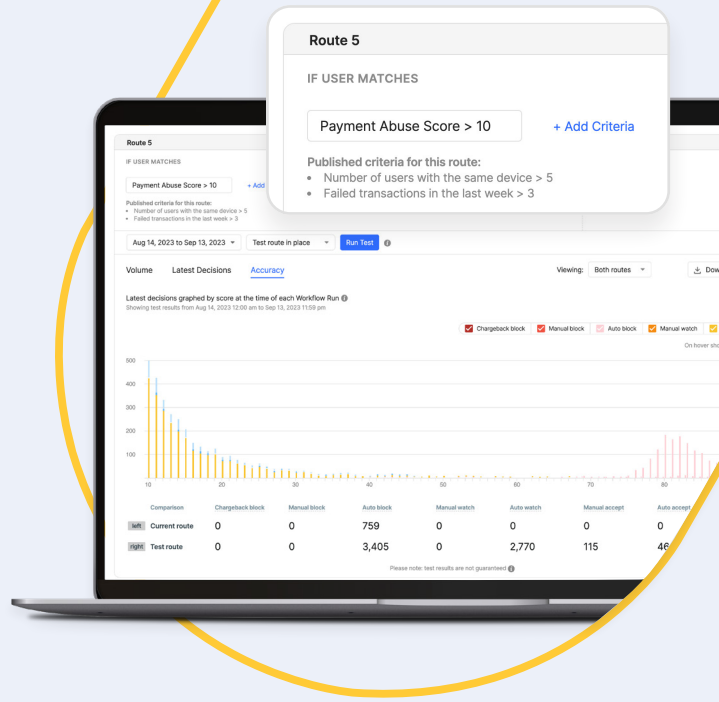 Route 5
IF USER MATCHES
Payment Abuse Score > 10
+ Add Criteria
Published criteria for this route:
• Number of users with the same device > 5
• Failed transactions in the last week > 3
Route 5
IF USER MATCHES
Payment Abuse Score > 10
+ Add
Published criteria for this route:
• Number of users with the same device > 5
• Failed transactions in the last week > 3
Aug 14, 2023 to Sep 13, 2023
Test route in place
Run Test
Volume
Latest Decisions
Accuracy
Viewing:
Both routes
Latest decisions graphed by score at the time of each Workflow Run
Showing test results from Aug 14, 2023 12:00 am to Sep 13, 2023 11:59 pm
Chargeback block
Manual block
Auto block
Manual watch
On hover
500
400
300
200
100
10 20 30 40 50 60 70 80
Comparison Chargeback block Manual block Auto block Manual watch Auto watch Manual accept Auto accept
left Current route 0 0 759 0 0 0 0
right Test route 0 0 3,405 0 2,770 115 46
Please note: test results are not guaranteed